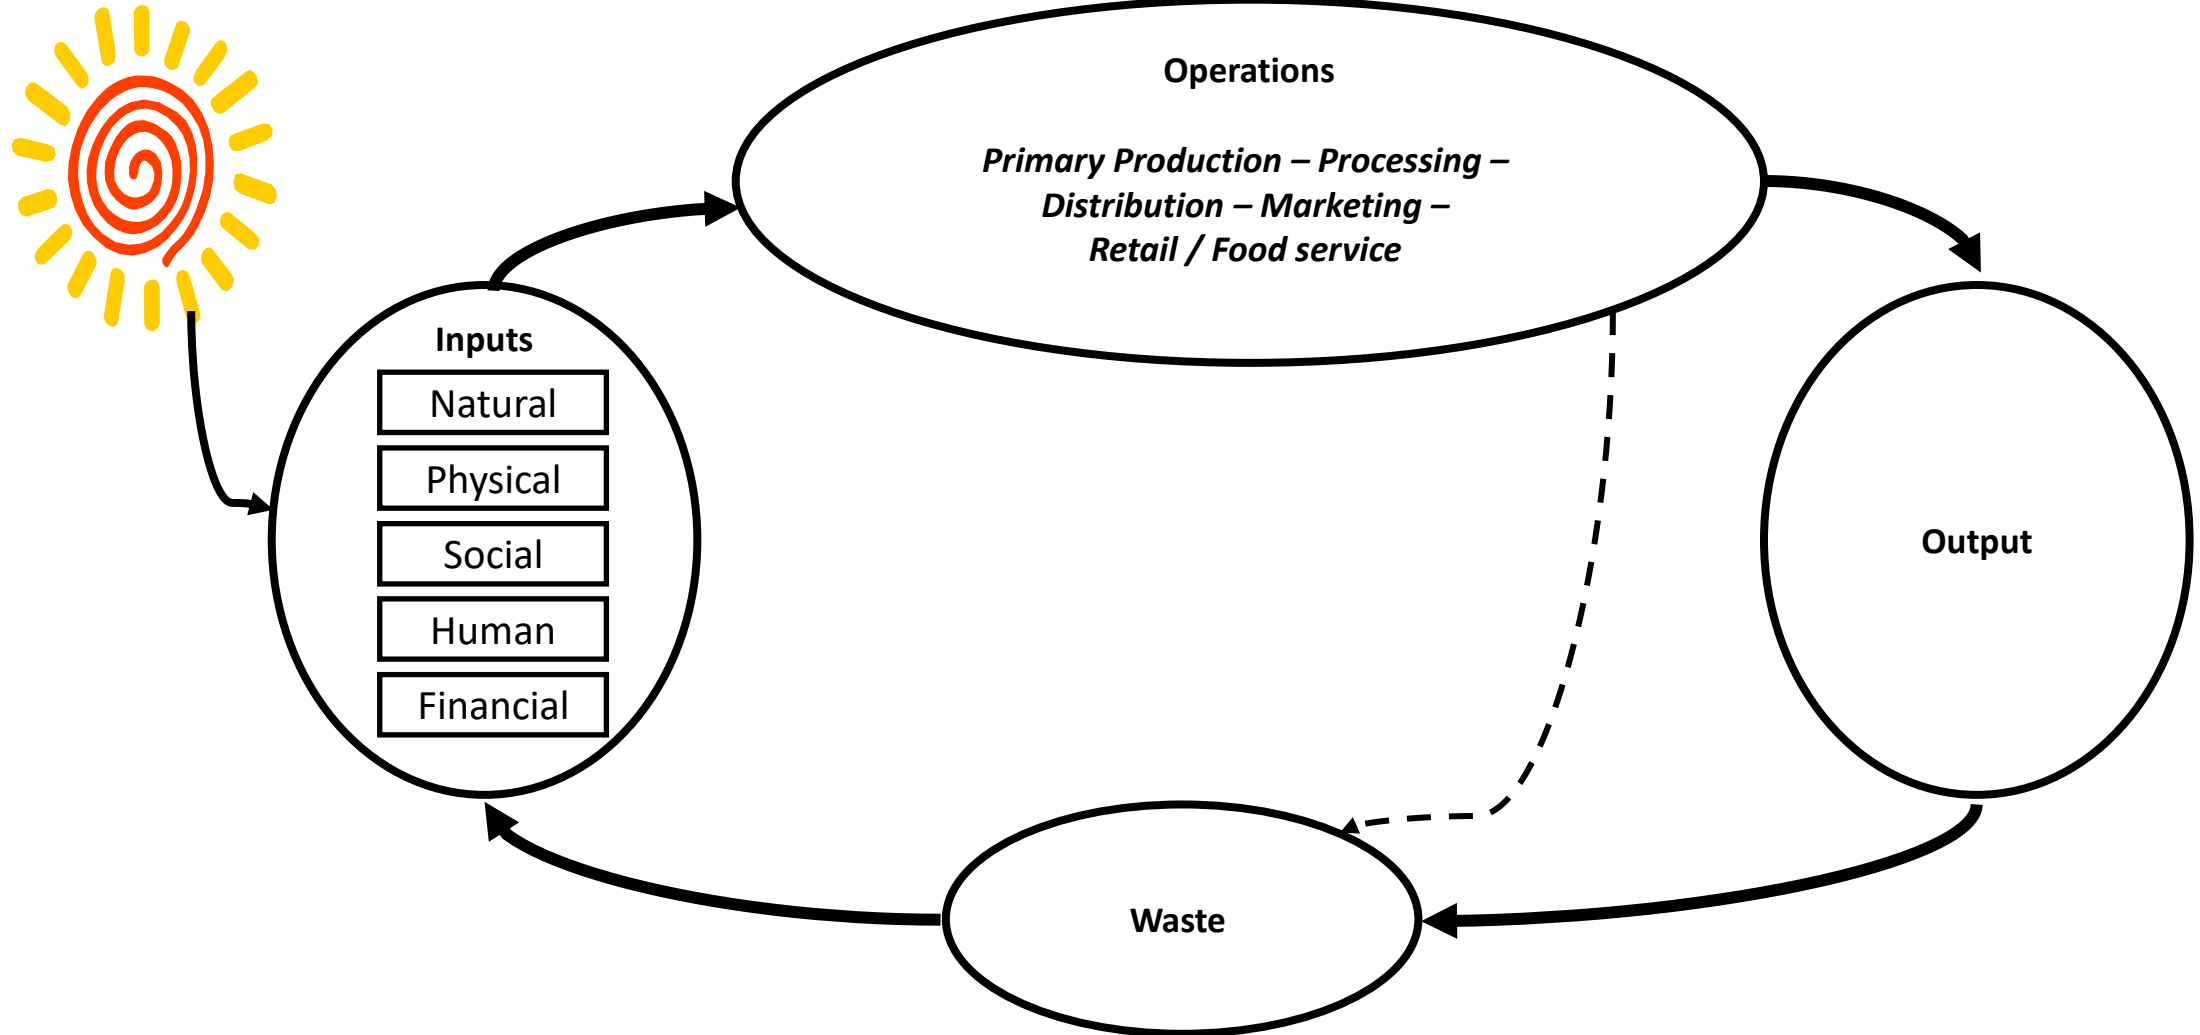 Operations
Primary Production – Processing –
Distribution – Marketing –
Retail / Food service
Inputs
Natural
Physical
Social
Human
Financial
Output
Waste